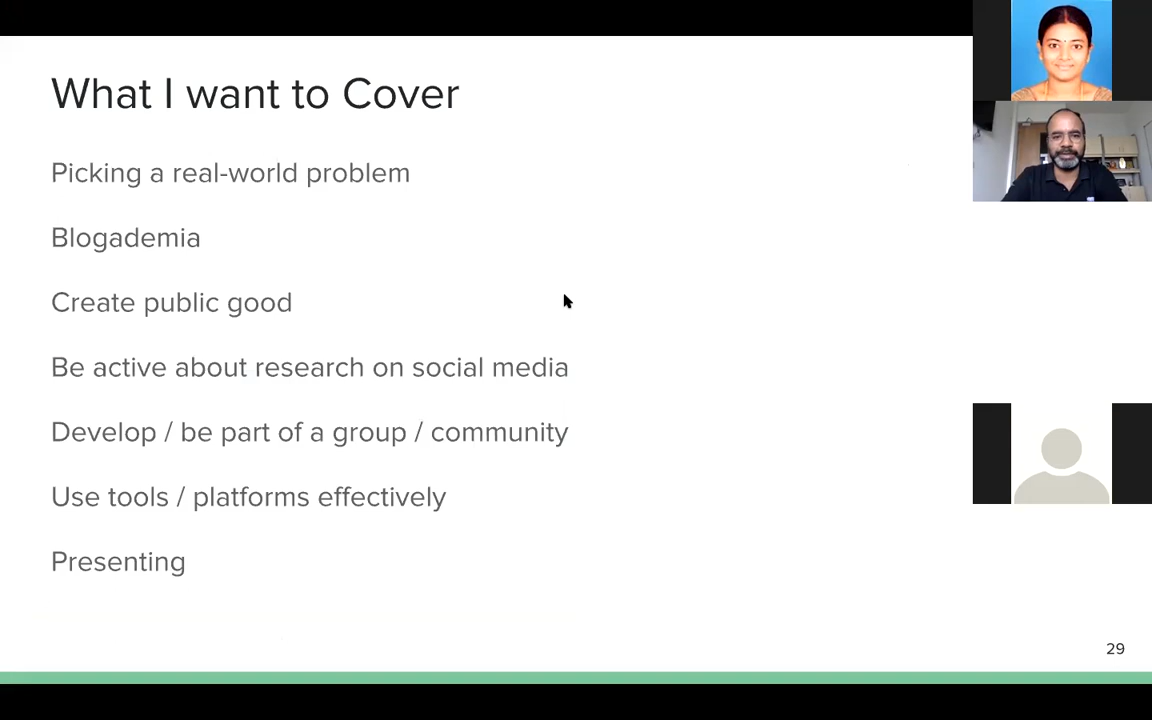 What I want to Cover
Picking a real-world problem
Blogademia
Create public good
Be active about research on social media
Develop / be part of a group / community
Use tools / platforms effectively
Presenting
29